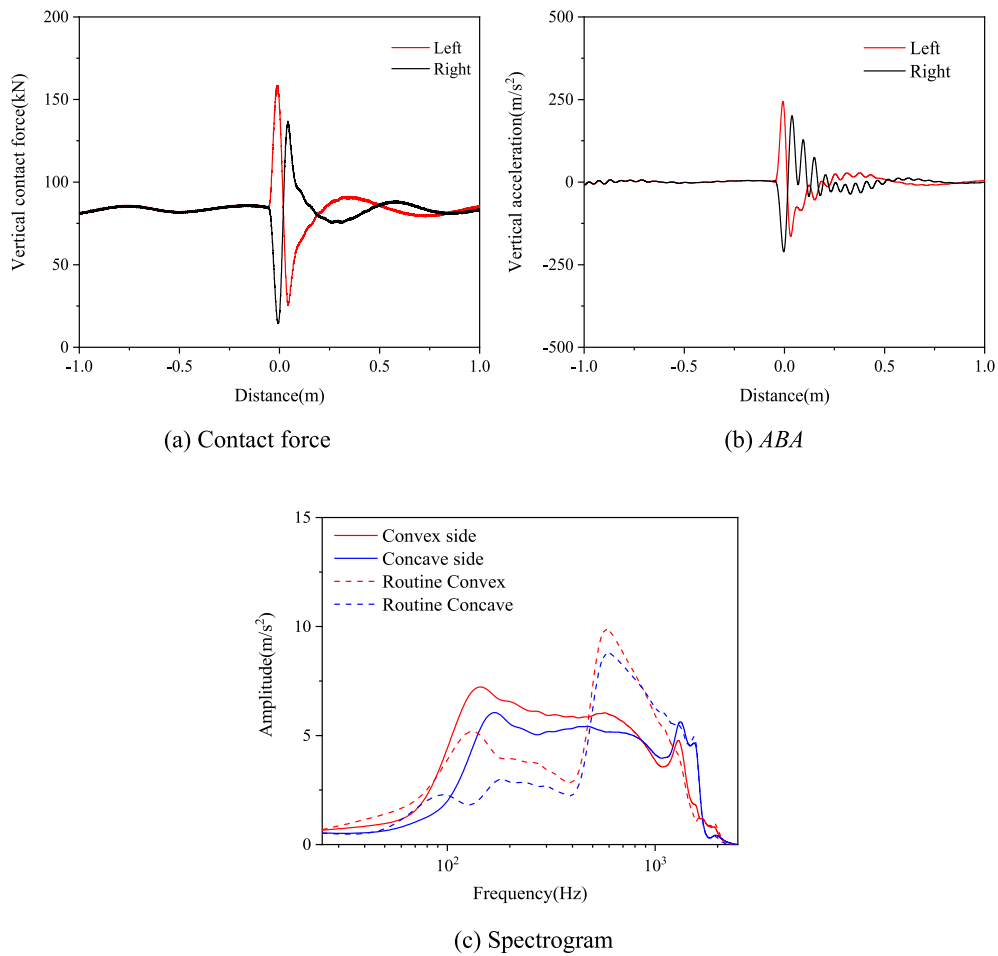 200
150
100
50
0
Vertical contact force(kN)
Left
Right
-1.0
-0.5
0.0
0.5
1.0
Distance(m)
(a) Contact force
500
250
0
-250
-500
Vertical acceleration(m/s²)
Left
Right
-1.0
-0.5
0.0
0.5
1.0
Distance(m)
(b) ABA
15
10
5
0
Amplitude(m/s²)
Convex side
Concave side
Routine Convex
Routine Concave
10²
10³
Frequency(Hz)
(c) Spectrogram